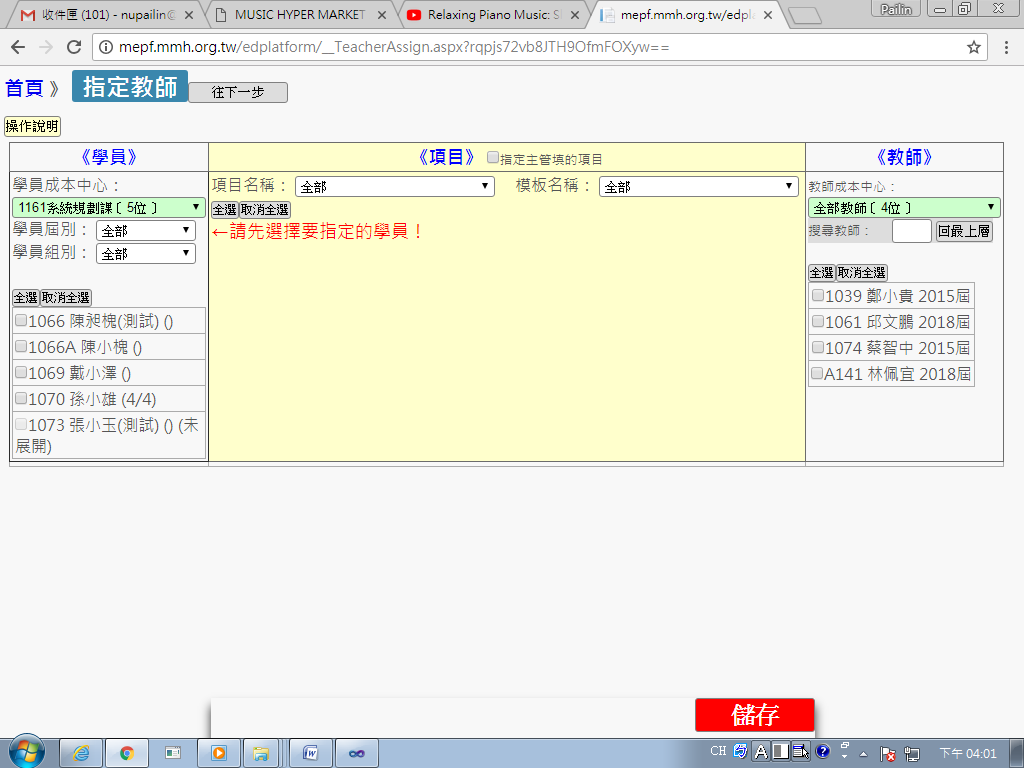 收件匣 (101) - nupailin@
MUSIC HYPER MARKET
Relaxing Piano Music: Sl
mepf.mmh.org.tw/edpl
Pailin
mepf.mmh.org.tw/edplatform/__TeacherAssign.aspx?rqpjs72vb8JTH9OfmFOXyw==
首頁 》 指定教師 往下一步
操作說明
《學員》
學員成本中心：
1161系統規劃課〔 5位 〕
學員屆別： 全部
學員組別： 全部
全選 取消全選
1066 陳昶槐(測試) ()
1066A 陳小槐 ()
1069 戴小澤 ()
1070 孫小雄 (4/4)
1073 張小玉(測試) () (未
展開)
《項目》 指定主管填的項目
項目名稱： 全部 模板名稱： 全部
全選 取消全選
←請先選擇要指定的學員！
《教師》
教師成本中心：
全部教師〔 4位 〕
搜尋教師： 回最上層
全選 取消全選
1039 鄭小貴 2015屆
1061 邱文鵬 2018屆
1074 蔡智中 2015屆
A141 林佩宜 2018屆
儲存
CH A 下午 04:01